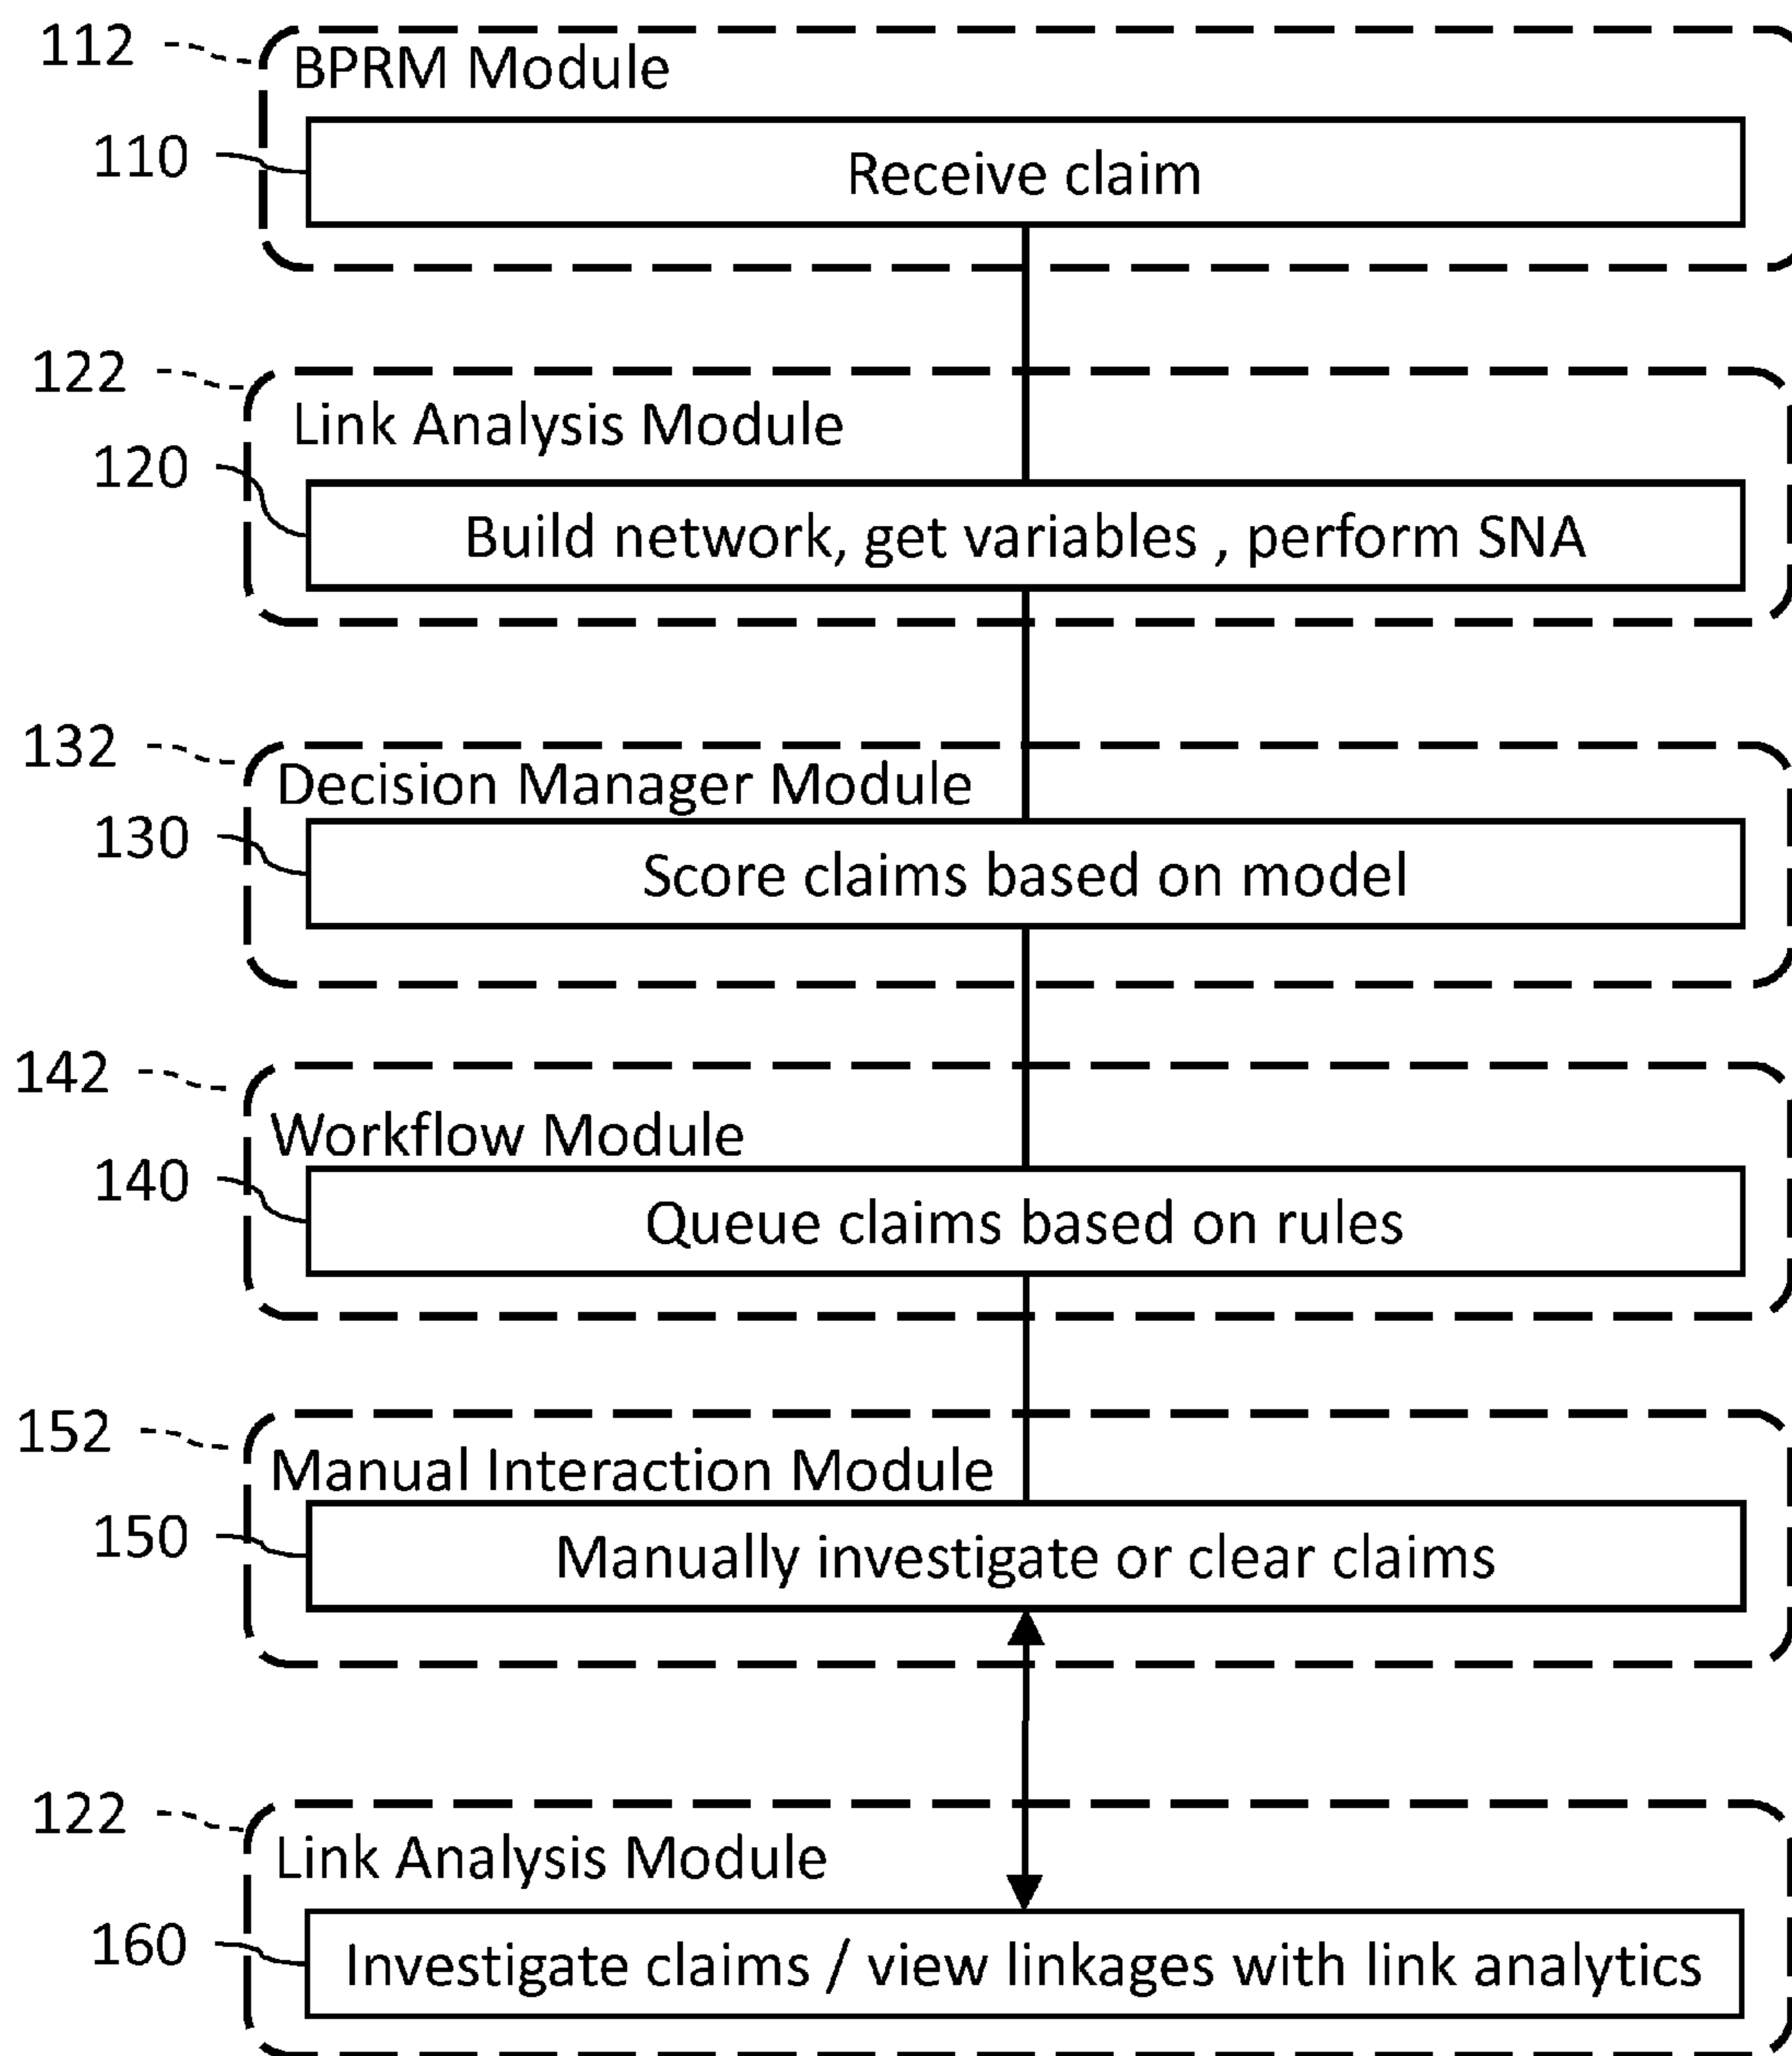 112
BPRM Module
110
Receive claim
122
Link Analysis Module
120
Build network, get variables , perform SNA
132
Decision Manager Module
130
Score claims based on model
142
Workflow Module
140
Queue claims based on rules
152
Manual Interaction Module
150
Manually investigate or clear claims
122
Link Analysis Module
160
Investigate claims / view linkages with link analytics